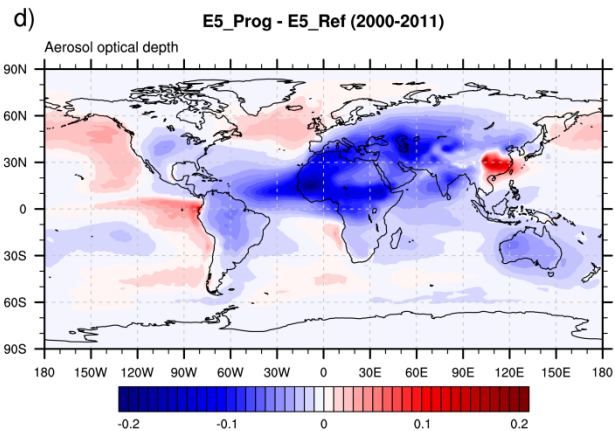 d)
E5_Prog - E5_Ref (2000-2011)
Aerosol optical depth
90N
60N
30N
0
30S
60S
90S
180 150W 120W 90W 60W 30W 0 30E 60E 90E 120E 150E 180
-0.2 -0.1 0 0.1 0.2